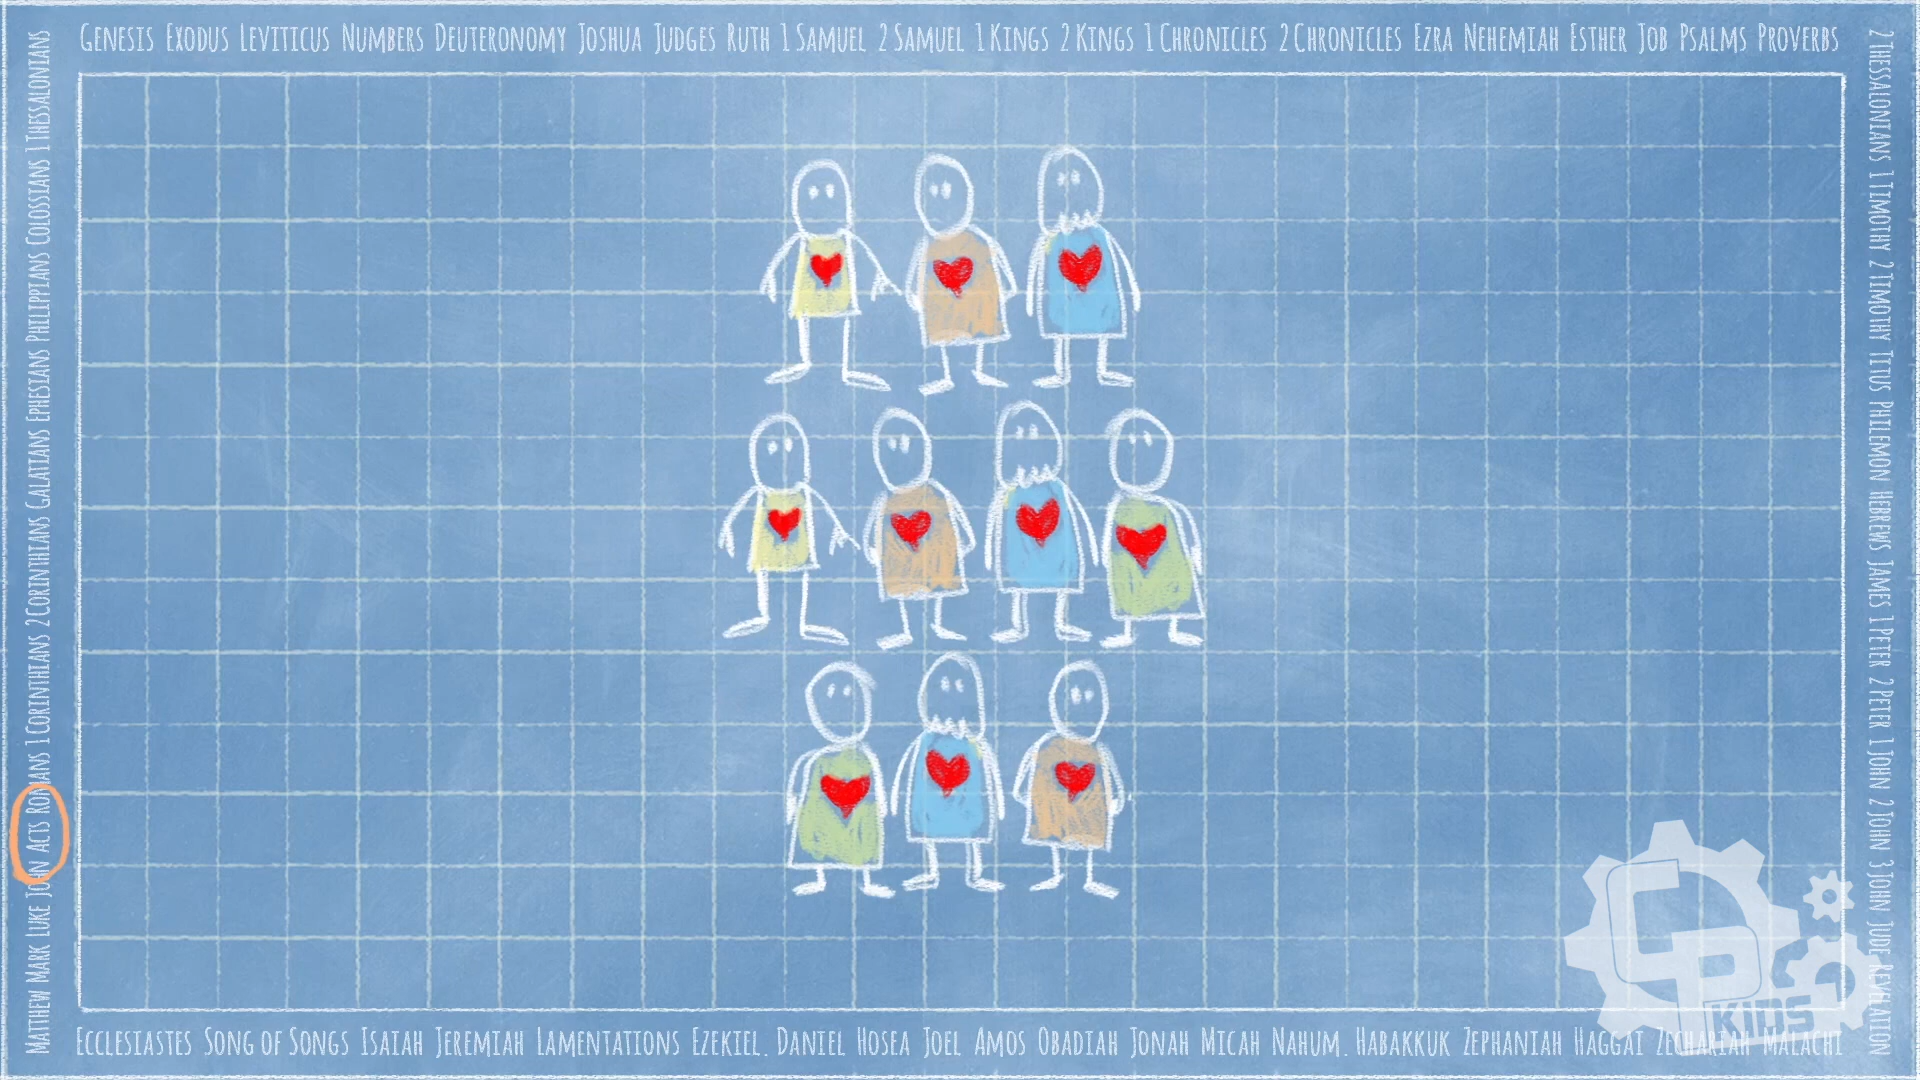 Genesis Exodus Leviticus Numbers Deuteronomy Joshua Judges Ruth 1 Samuel 2 Samuel 1 Kings 2 Kings 1 Chronicles 2 Chronicles Ezra Nehemiah Esther Job Psalms Proverbs
Ecclesiastes Song of Songs Isaiah Jeremiah Lamentations Ezekiel. Daniel Hosea Joel Amos Obadiah Jonah Micah Nahum. Habakkuk Zephaniah Haggai Zechariah Malachi
Matthew Mark Luke John Acts Romans 1 Corinthians 2 Corinthians Galatians Ephesians Philippians Colossians 1 Thessalonians
2 Thessalonians 1 Timothy 2 Timothy Titus Philemon Hebrews James 1 Peter 2 Peter 1 John 2 John 3 John Jude Revelation
KIDS